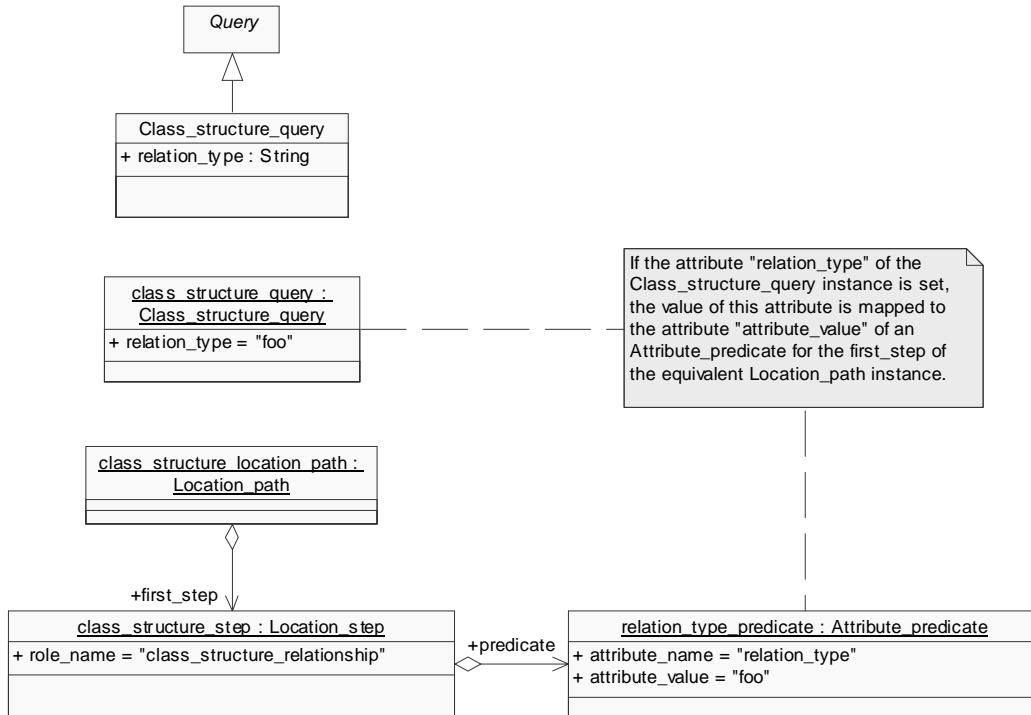 Query
Class_structure_query
+ relation_type : String
class_structure_query :
Class_structure_query
+ relation_type = "foo"
If the attribute "relation_type" of the
Class_structure_query instance is set,
the value of this attribute is mapped to
the attribute "attribute_value" of an
Attribute_predicate for the first_step of
the equivalent Location_path instance.
class_structure_location_path :
Location_path
+first_step
class_structure_step : Location_step
+ role_name = "class_structure_relationship"
+predicate
relation_type_predicate : Attribute_predicate
+ attribute_name = "relation_type"
+ attribute_value = "foo"